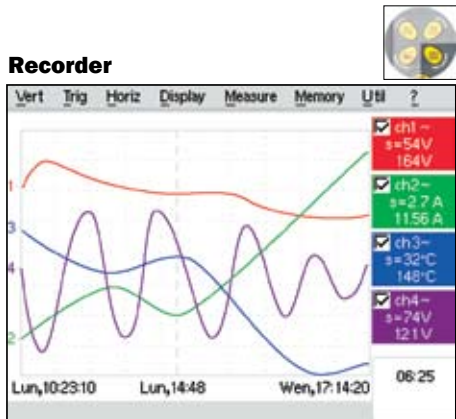 Recorder
Vert Trig Horiz Display Measure Memory Util ?
ch1 ~
s=54V
164V
ch2~
s=2.7 A
11.56 A
ch3~
s=32°C
148°C
ch4~
s=74V
121V
1
3
4
2
Lun,10:23:10 Lun,14:48 Wen,17:14:20
06:25